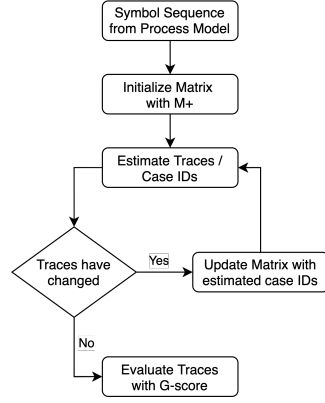 Symbol Sequence
from Process Model
Initialize Matrix
with M+
Estimate Traces /
Case IDs
Traces have
changed
Yes
Update Matrix with
estimated case IDs
No
Evaluate Traces
with G-score